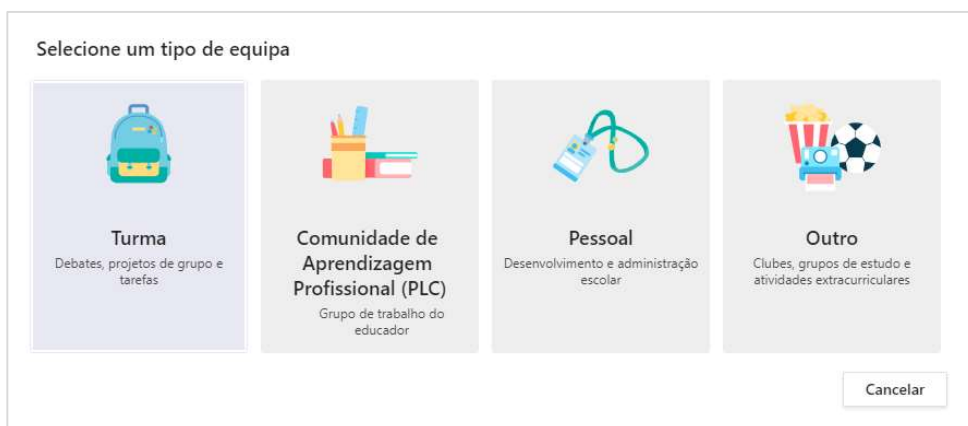 Selecione um tipo de equipa
Turma
Debates, projetos de grupo e
tarefas
Comunidade de
Aprendizagem
Profissional (PLC)
Grupo de trabalho do
educador
Pessoal
Desenvolvimento e administração
escolar
Outro
Clubes, grupos de estudo e
atividades extracurriculares
Cancelar